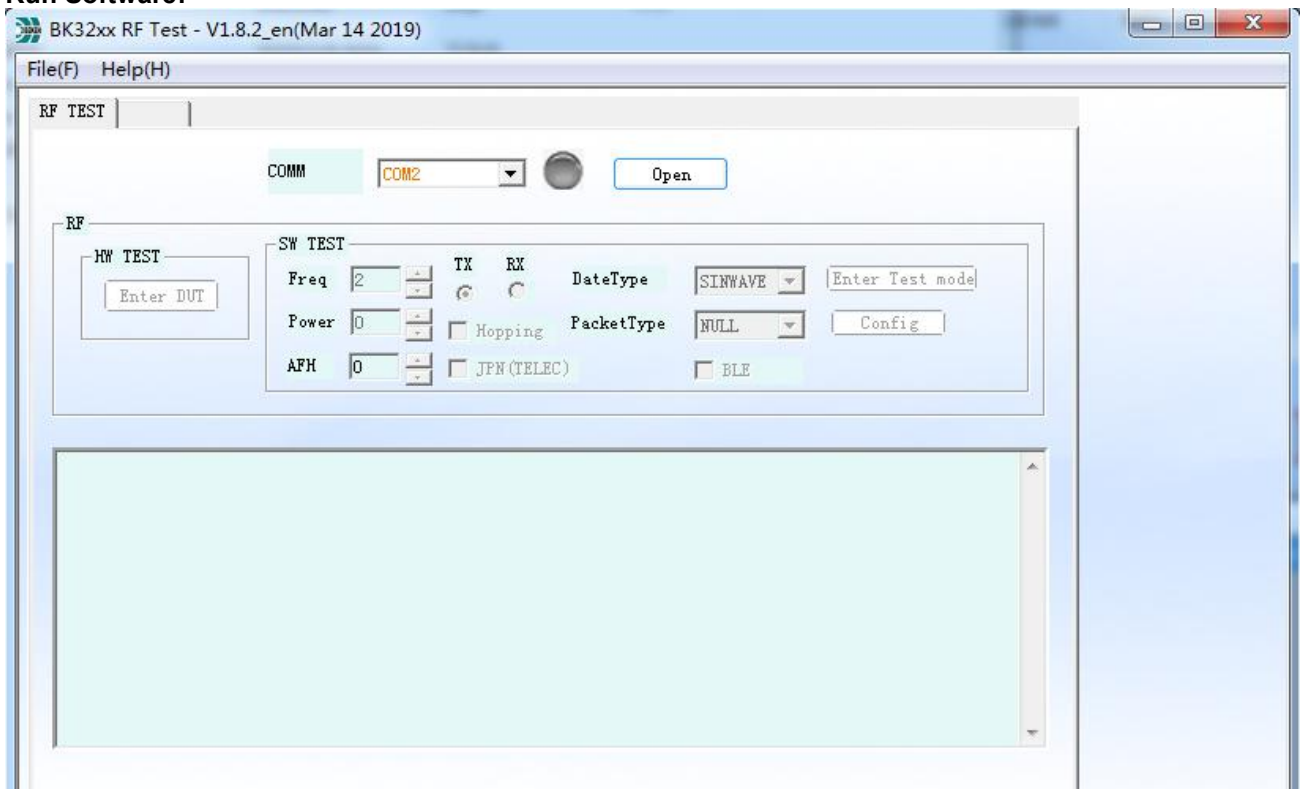 Run Software:
BK32xx RF Test - V1.8.2_en(Mar 14 2019)
File(F) Help(H)
RF TEST
COMM COM2 Open
RF
HW TEST
Enter DUT
SW TEST
Freq 2 TX RX DateType SINWAVE Enter Test mode
Power 0 Hopping PacketType NULL Config
AFH 0 JPN(TELEC) BLE